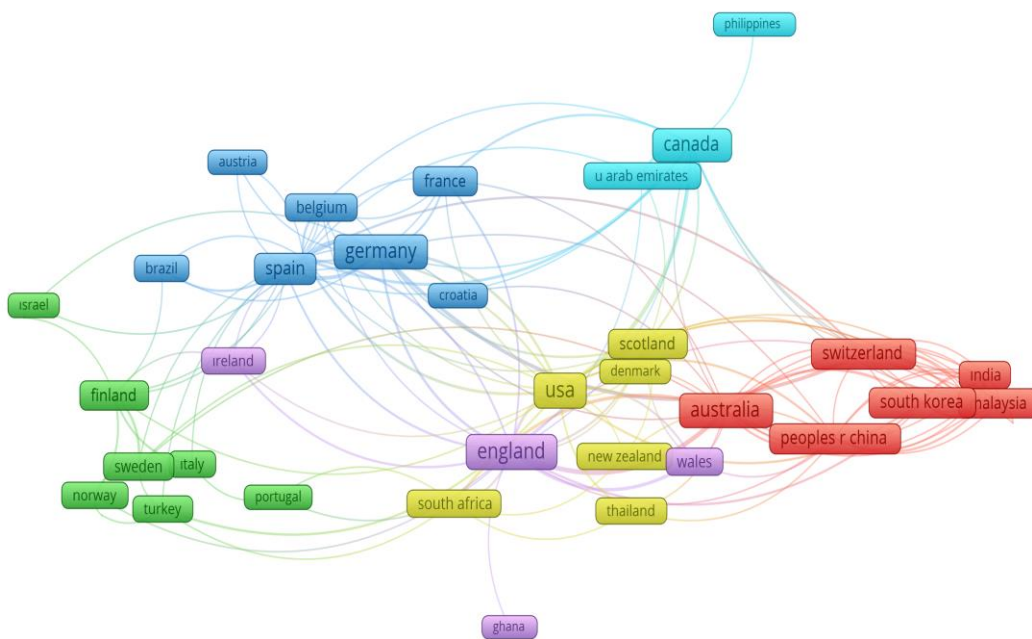 philippines
canada
u arab emirates
austria
france
belgium
germany
spain
brazil
croatia
ısrael
scotland
switzerland
ıreland
denmark
ındia
finland
usa
south korea
malaysia
australia
peoples r china
england
new zealand
wales
sweden
ıtaly
norway
portugal
turkey
south africa
thailand
ghana